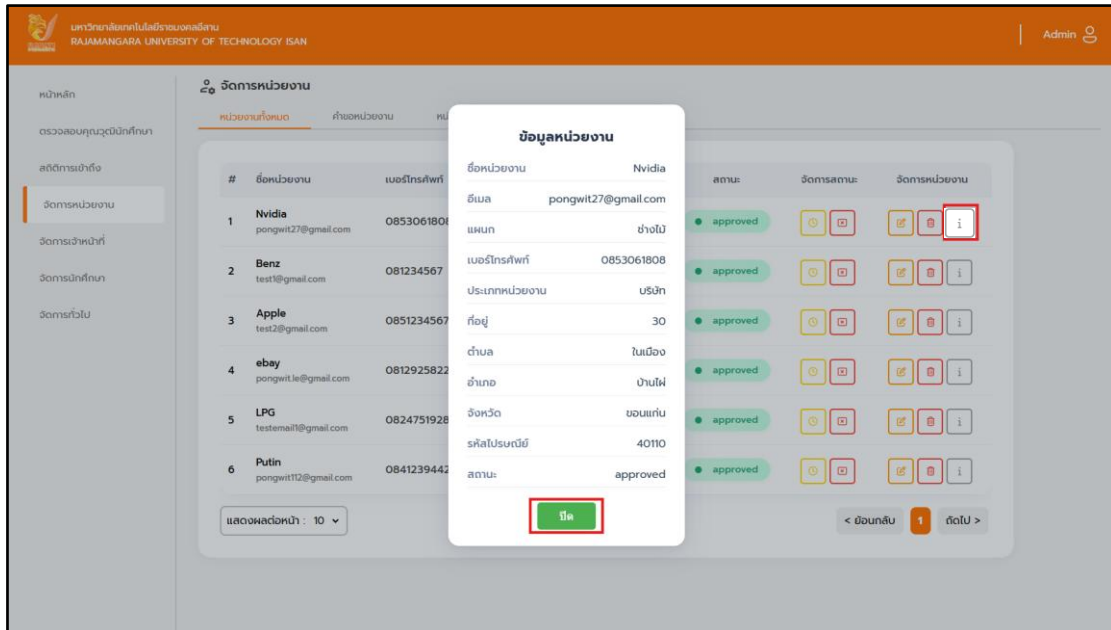 มหาวิทยาลัยเทคโนโลยีราชมงคลอีสาน
RAJAMANGARA UNIVERSITY OF TECHNOLOGY ISAN
Admin
หน้าหลัก
ตรวจสอบคุณวุฒินักศึกษา
สถิติการเข้าถึง
จัดการหน่วยงาน
จัดการเจ้าหน้าที่
จัดการนักศึกษา
จัดการทั่วไป
จัดการหน่วยงาน
หน่วยงานทั้งหมด คำขอหน่วยงาน
# ชื่อหน่วยงาน เบอร์โทรศัพท์ สถานะ จัดการสถานะ จัดการหน่วยงาน
1 Nvidia 085306180 approved i
pongwit27@gmail.com
2 Benz 081234567 approved i
test1@gmail.com
3 Apple 0851234567 approved i
test2@gmail.com
4 ebay 0812925822 approved i
pongwit.le@gmail.com
5 LPG 0824751928 approved i
testemail1@gmail.com
6 Putin 0841239442 approved i
pongwit112@gmail.com
แสดงผลต่อหน้า : 10
< ย้อนกลับ 1 ถัดไป >
ข้อมูลหน่วยงาน
ชื่อหน่วยงาน Nvidia
อีเมล pongwit27@gmail.com
แผนก ช่างไม้
เบอร์โทรศัพท์ 0853061808
ประเภทหน่วยงาน บริษัท
ที่อยู่ 30
ตำบล ในเมือง
อำเภอ บ้านไผ่
จังหวัด ขอนแก่น
รหัสไปรษณีย์ 40110
สถานะ approved
ปิด